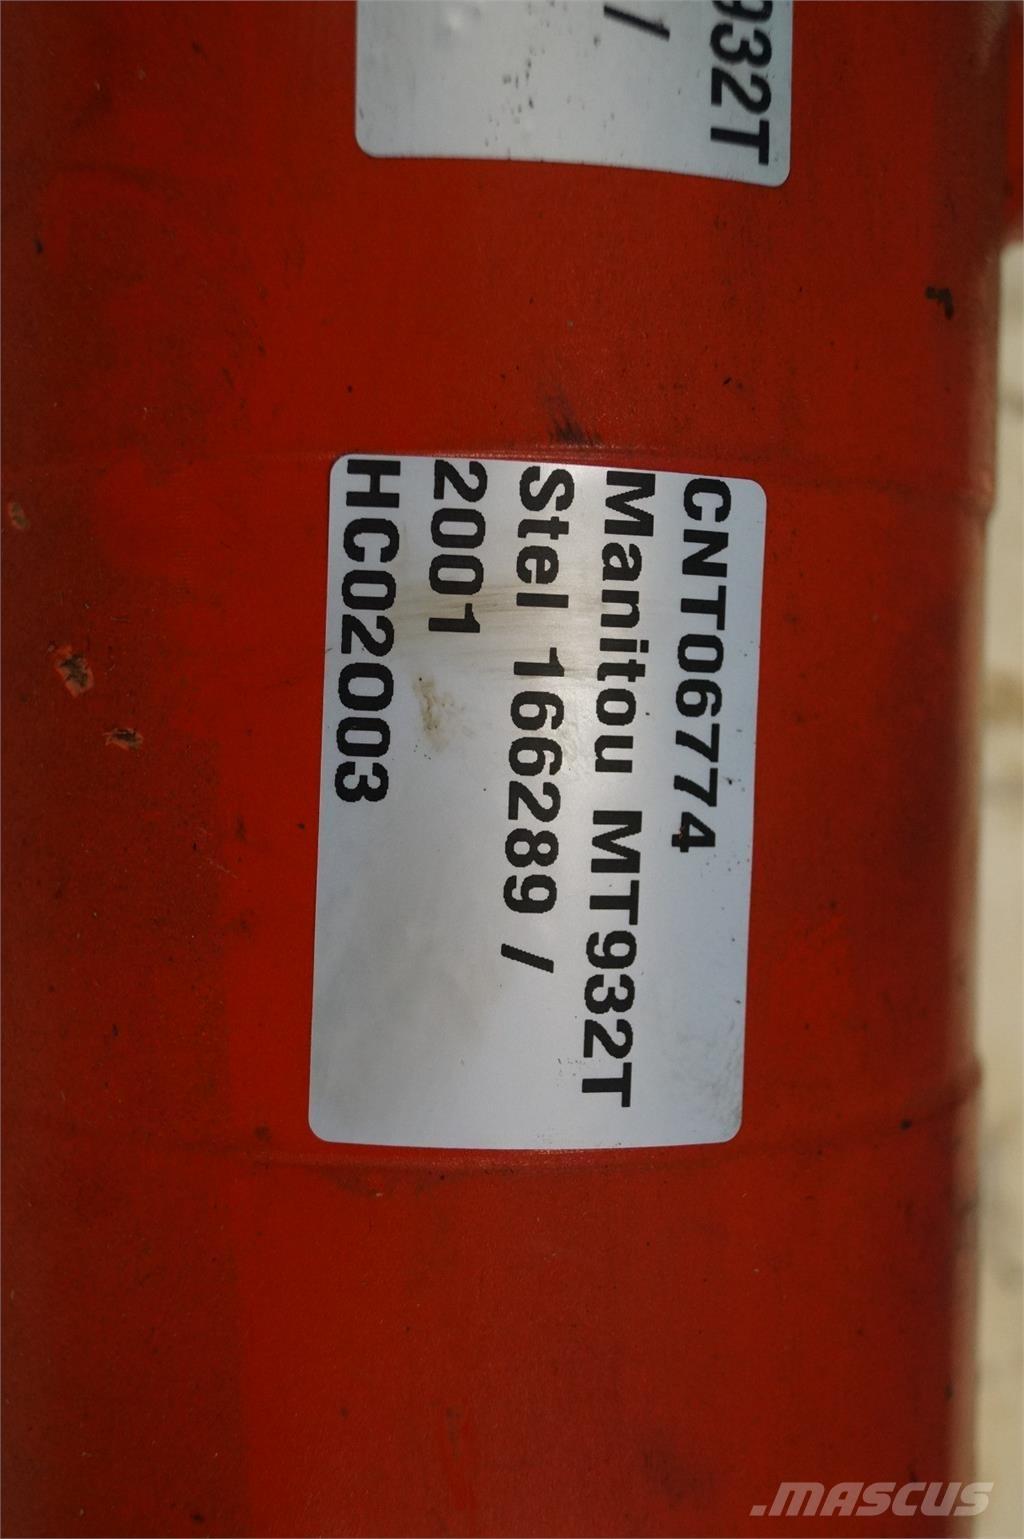 932T
/
CNT06774
Manitou MT932T
Stel 166289 /
2001
HC02003
MASCUS